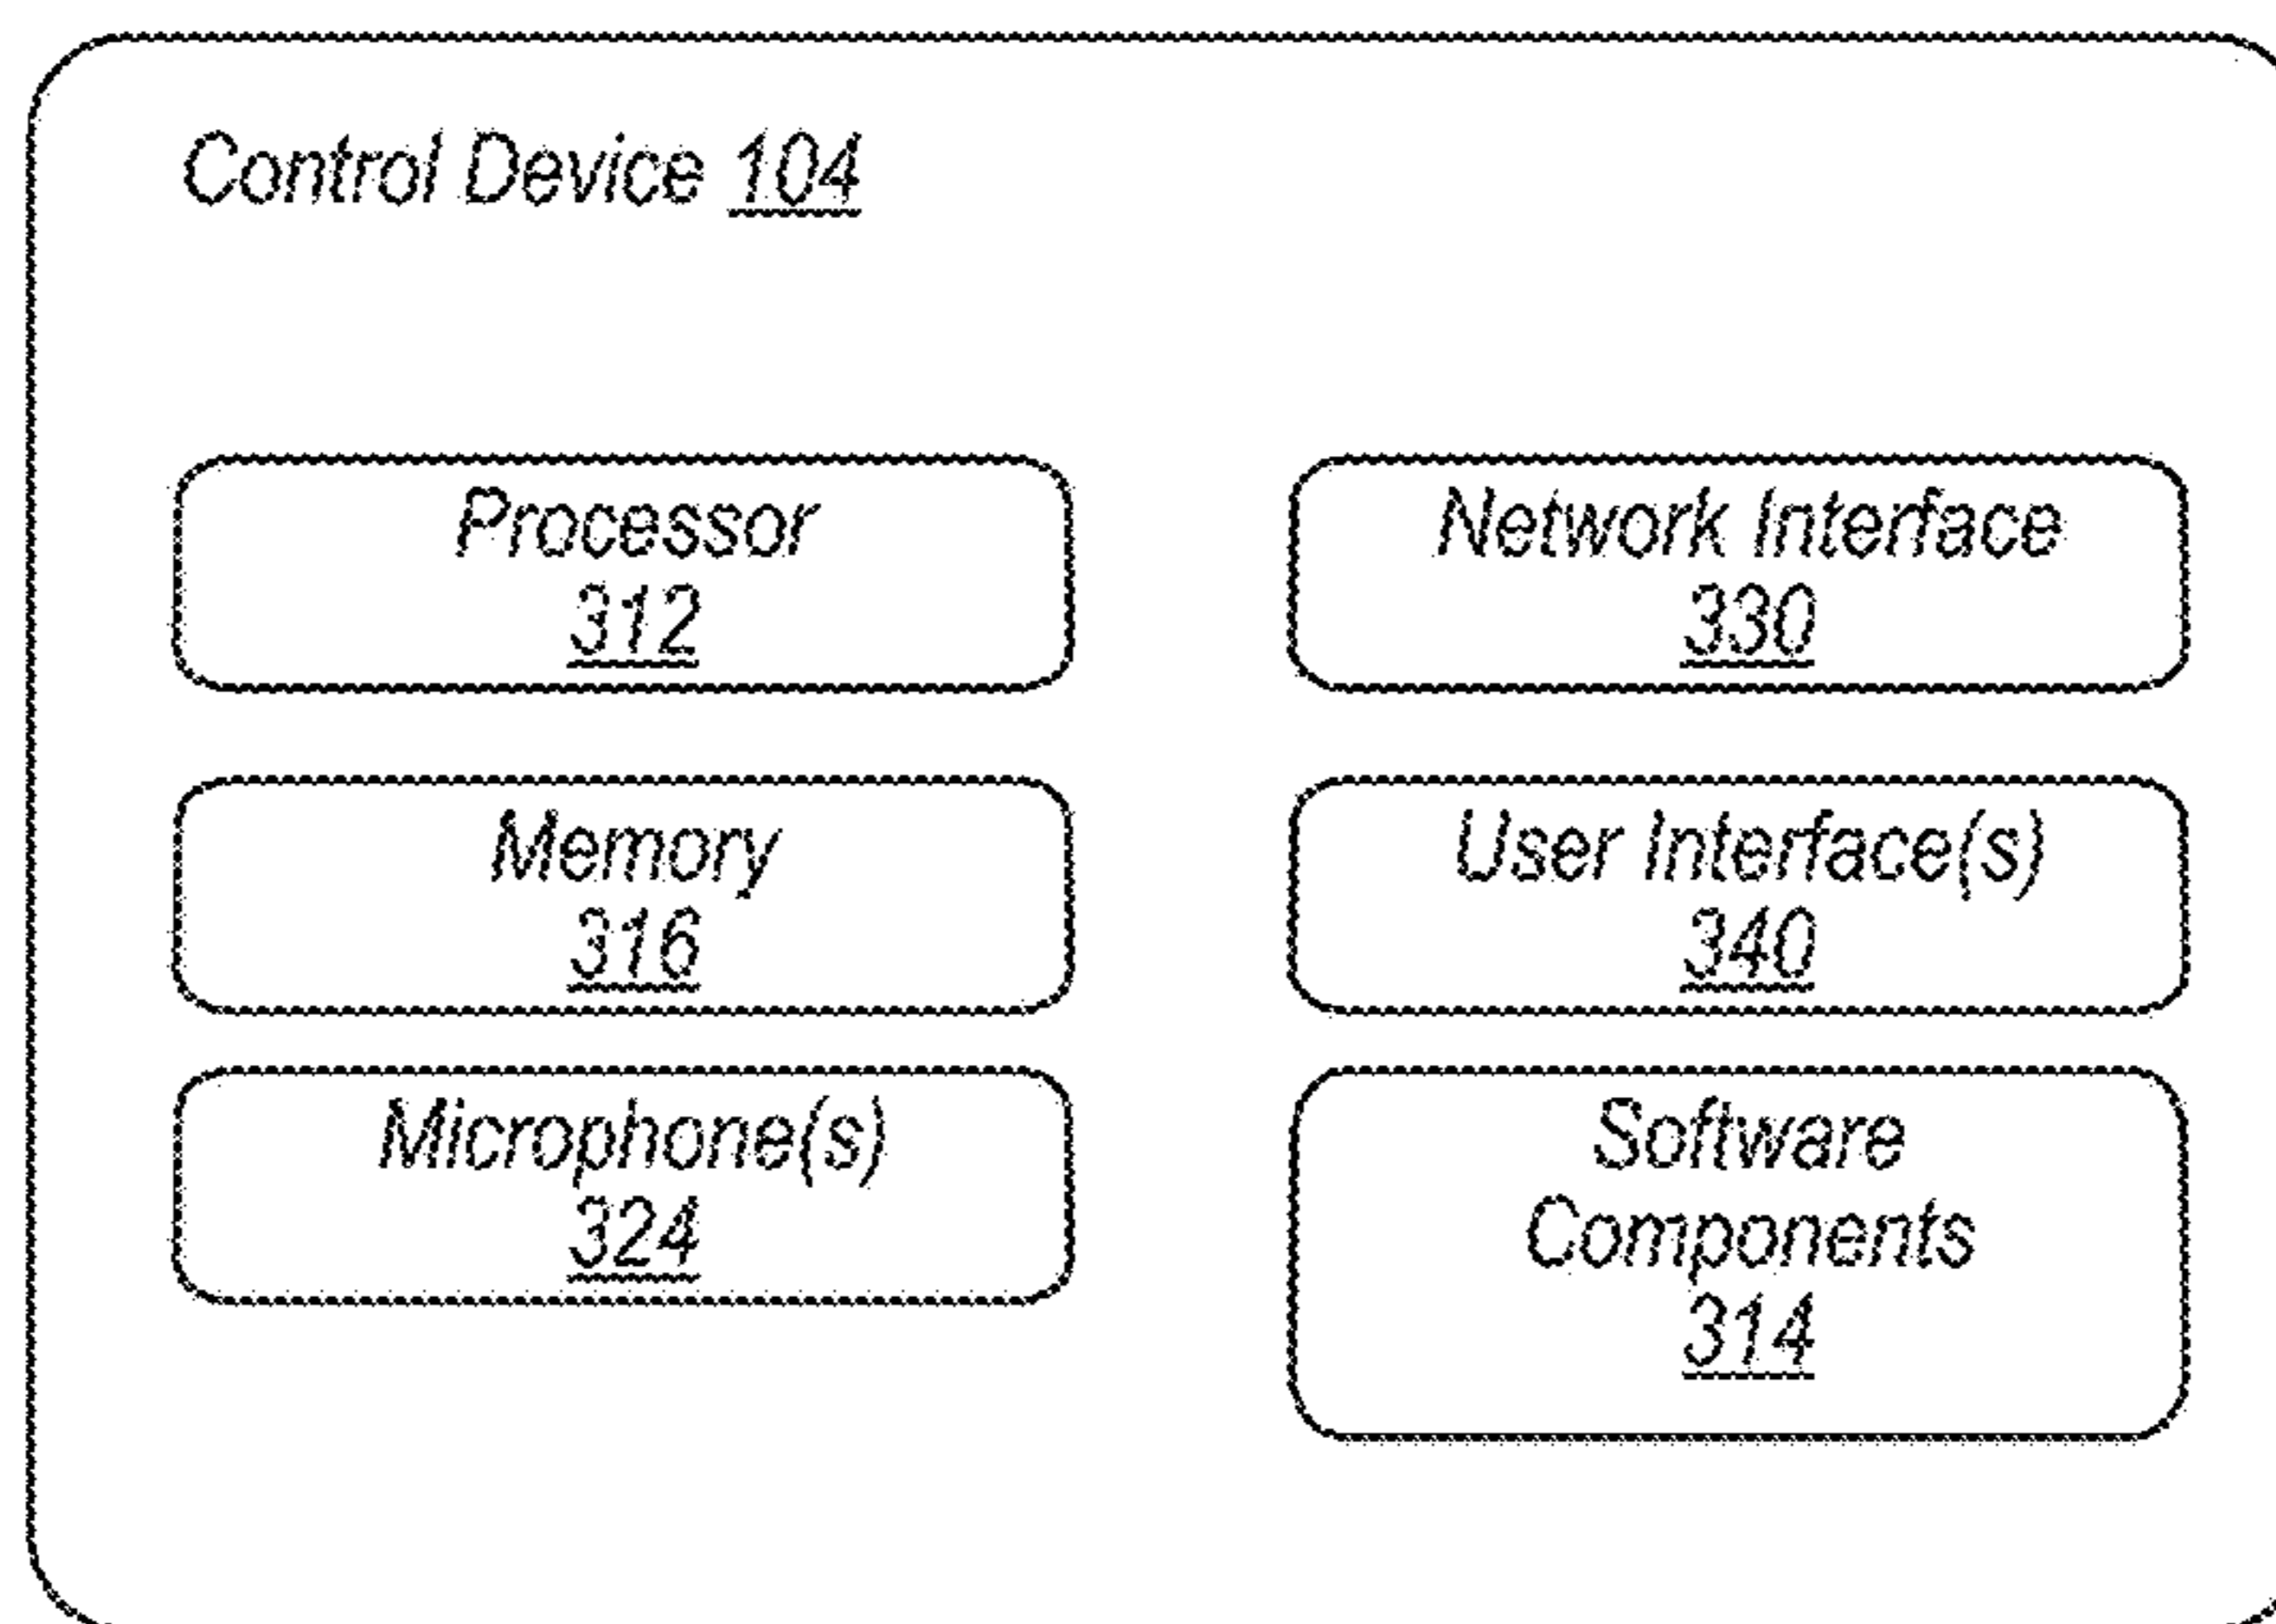 Control Device 104
Processor
312
Network Interface
330
Memory
316
User Interface(s)
340
Microphone(s)
324
Software
Components
314